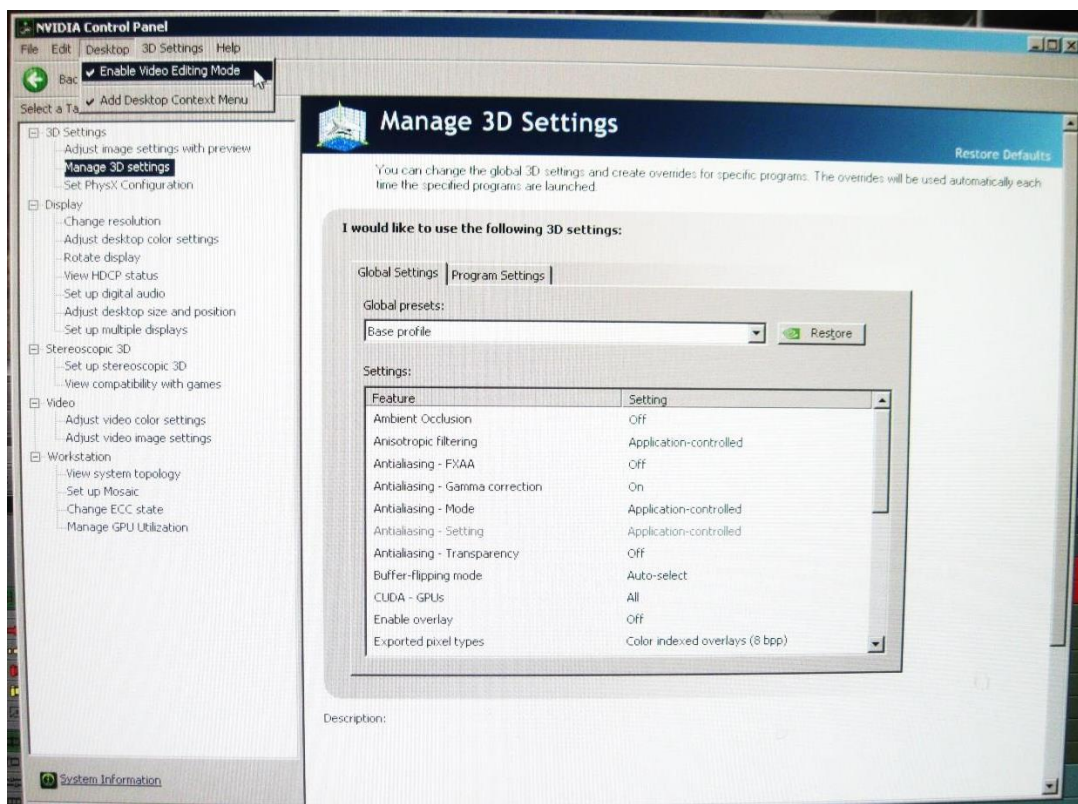 NVIDIA Control Panel
File Edit Desktop 3D Settings Help
Bac
Enable Video Editing Mode
Add Desktop Context Menu
Select a Ta
3D Settings
Adjust image settings with preview
Manage 3D settings
Set PhysX Configuration
Display
Change resolution
Adjust desktop color settings
Rotate display
View HDCP status
Set up digital audio
Adjust desktop size and position
Set up multiple displays
Stereoscopic 3D
Set up stereoscopic 3D
View compatibility with games
Video
Adjust video color settings
Adjust video image settings
Workstation
View system topology
Set up Mosaic
Change ECC state
Manage GPU Utilization
System Information
Manage 3D Settings
Restore Defaults
You can change the global 3D settings and create overrides for specific programs. The overrides will be used automatically each
time the specified programs are launched.
I would like to use the following 3D settings:
Global Settings Program Settings
Global presets:
Base profile Restore
Settings:
Feature Setting
Ambient Occlusion Off
Anisotropic filtering Application-controlled
Antialiasing - FXAA Off
Antialiasing - Gamma correction On
Antialiasing - Mode Application-controlled
Antialiasing - Setting Application-controlled
Antialiasing - Transparency Off
Buffer-flipping mode Auto-select
CUDA - GPUs All
Enable overlay Off
Exported pixel types Color indexed overlays (8 bpp)
Description: